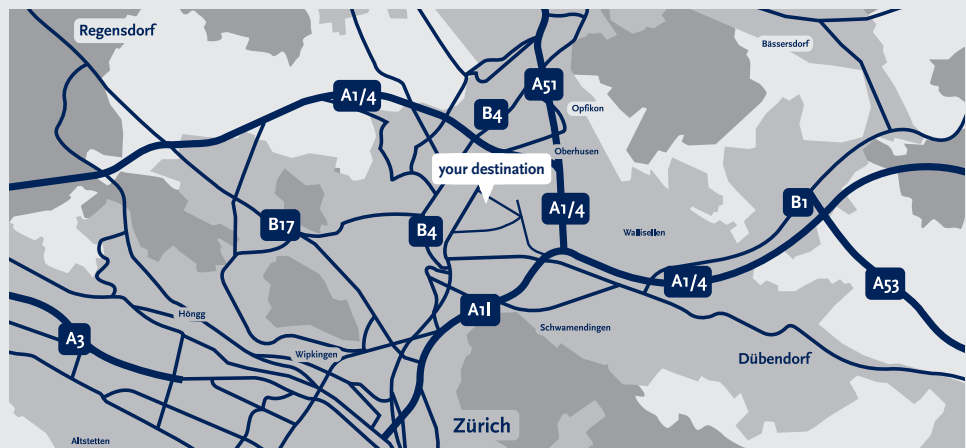 Regensdorf
Bässersdorf
A51
A1/4
Opfikon
B4
Oberhusen
your destination
B1
A1/4
B17
B4
Wallisellen
A1/4
A53
A1l
Höngg
Schwamendingen
A3
Wipkingen
Dübendorf
Zürich
Altstetten